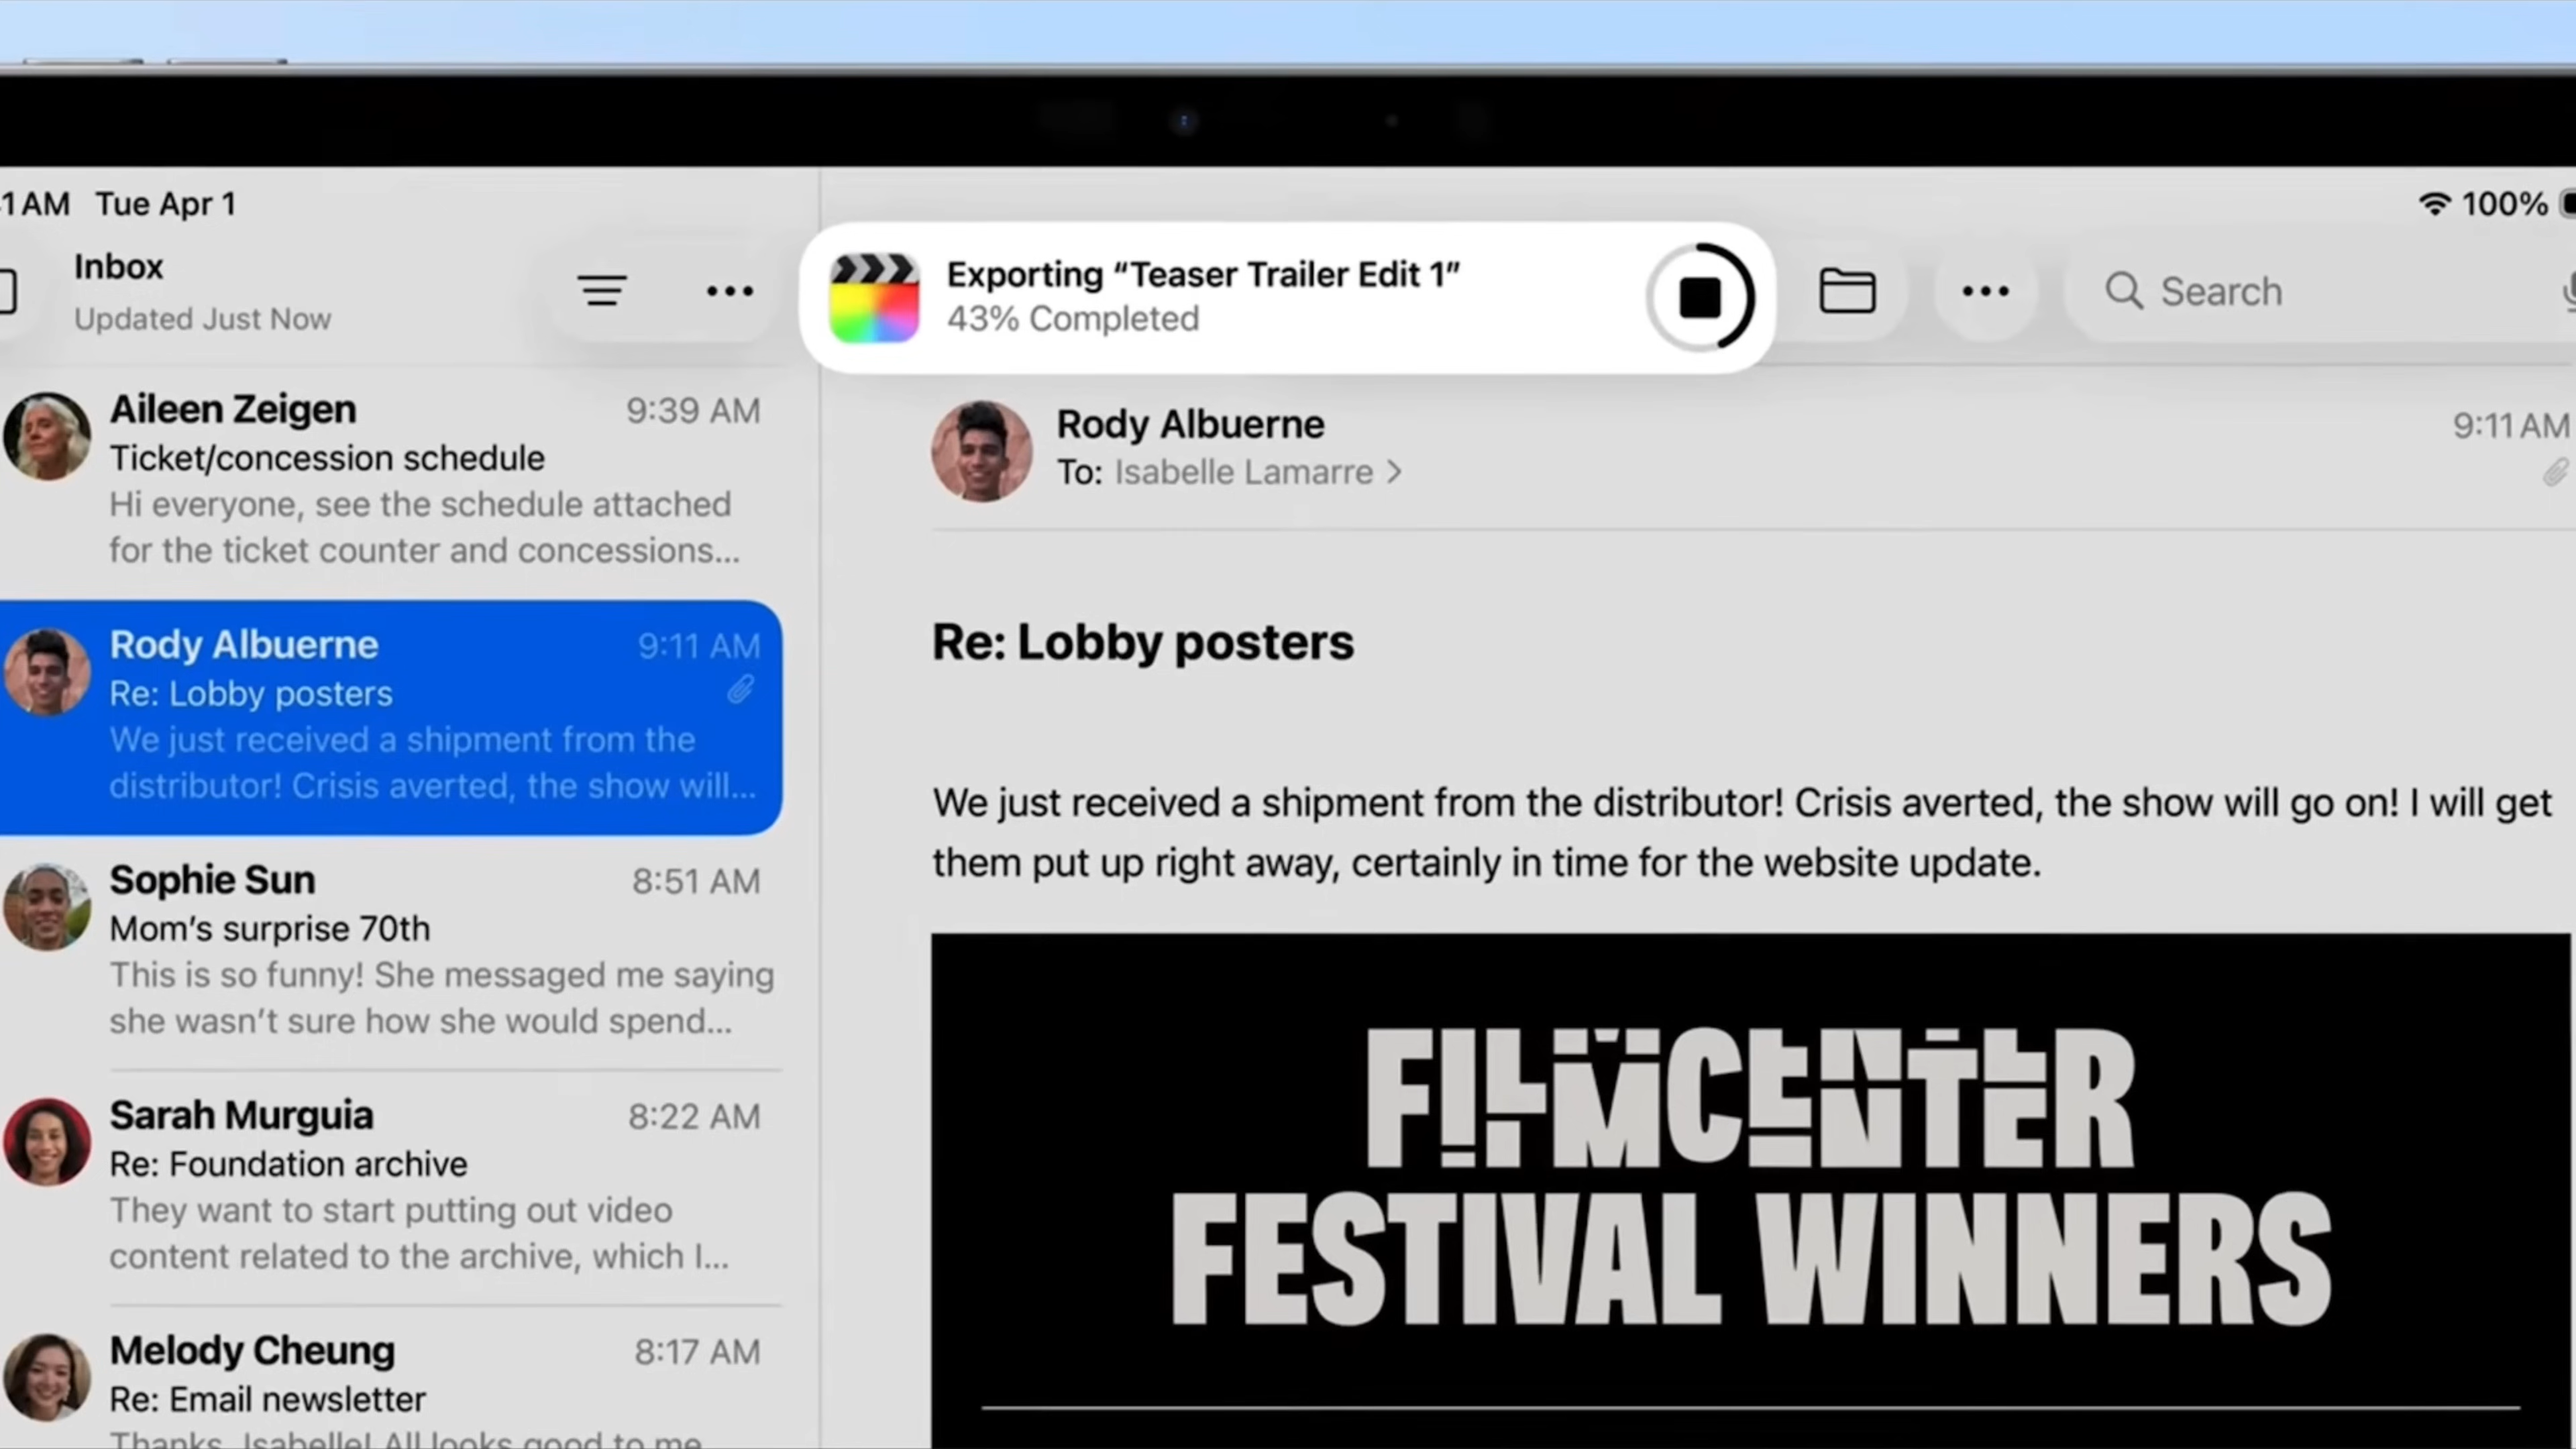 1 AM Tue Apr 1
100%
Inbox
Updated Just Now
Exporting “Teaser Trailer Edit 1”
43% Completed
Search
Aileen Zeigen 9:39 AM
Ticket/concession schedule
Hi everyone, see the schedule attached
for the ticket counter and concessions...
Rody Albuerne 9:11 AM
Re: Lobby posters
We just received a shipment from the
distributor! Crisis averted, the show will...
Sophie Sun 8:51 AM
Mom’s surprise 70th
This is so funny! She messaged me saying
she wasn’t sure how she would spend...
Sarah Murguia 8:22 AM
Re: Foundation archive
They want to start putting out video
content related to the archive, which I...
Melody Cheung 8:17 AM
Re: Email newsletter
Thanks, Isabelle! All looks good to me
Rody Albuerne 9:11 AM
To: Isabelle Lamarre >
Re: Lobby posters
We just received a shipment from the distributor! Crisis averted, the show will go on! I will get
them put up right away, certainly in time for the website update.
FILMCENTER
FESTIVAL WINNERS